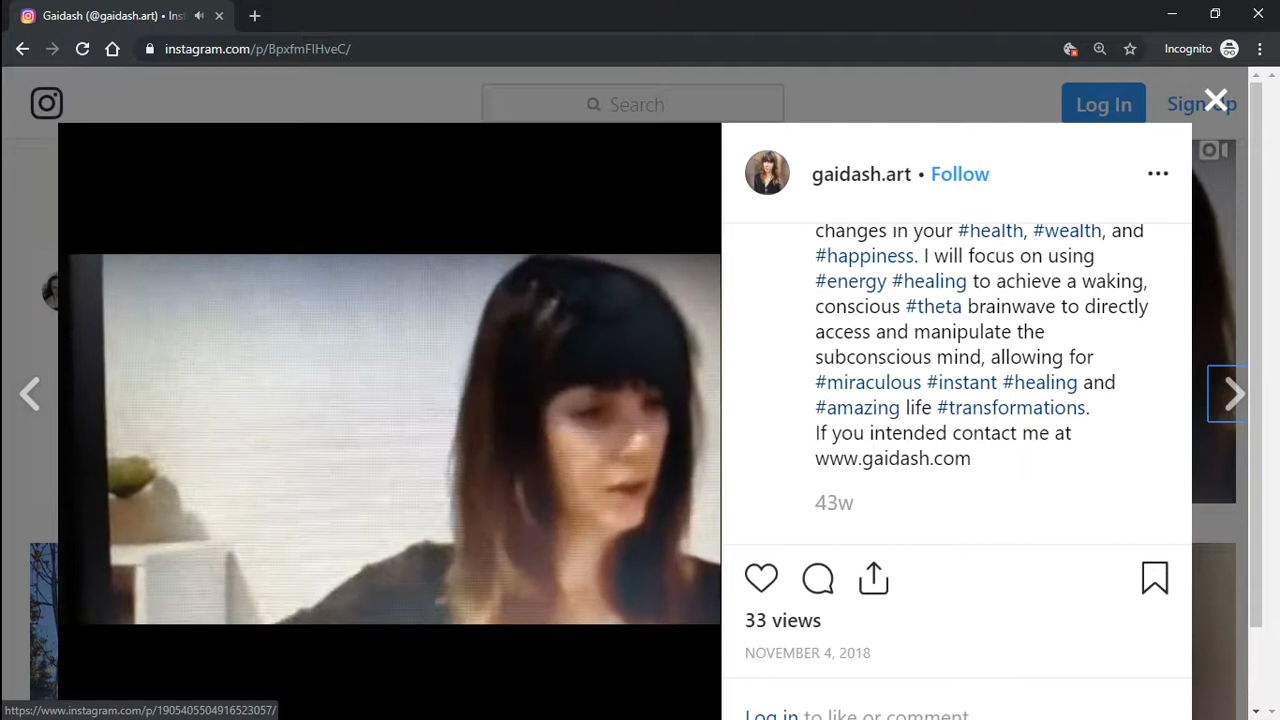 Gaidash (@gaidash.art) • Ins
instagram.com/p/BpxfmFlHveC/
Incognito
Search
Log In
Sign Up
gaidash.art • Follow
changes in your #health, #wealth, and
#happiness. I will focus on using
#energy #healing to achieve a waking,
conscious #theta brainwave to directly
access and manipulate the
subconscious mind, allowing for
#miraculous #instant #healing and
#amazing life #transformations.
If you intended contact me at
www.gaidash.com
43w
33 views
NOVEMBER 4, 2018
Log in to like or comment
https://www.instagram.com/p/1905405504916523057/